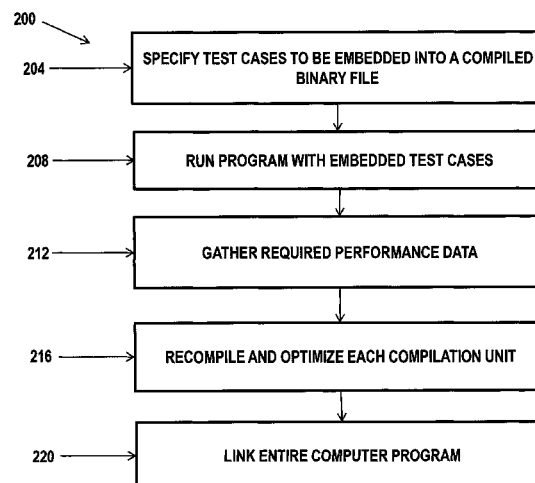 200
204
SPECIFY TEST CASES TO BE EMBEDDED INTO A COMPILED
BINARY FILE
208
RUN PROGRAM WITH EMBEDDED TEST CASES
212
GATHER REQUIRED PERFORMANCE DATA
216
RECOMPILE AND OPTIMIZE EACH COMPILATION UNIT
220
LINK ENTIRE COMPUTER PROGRAM